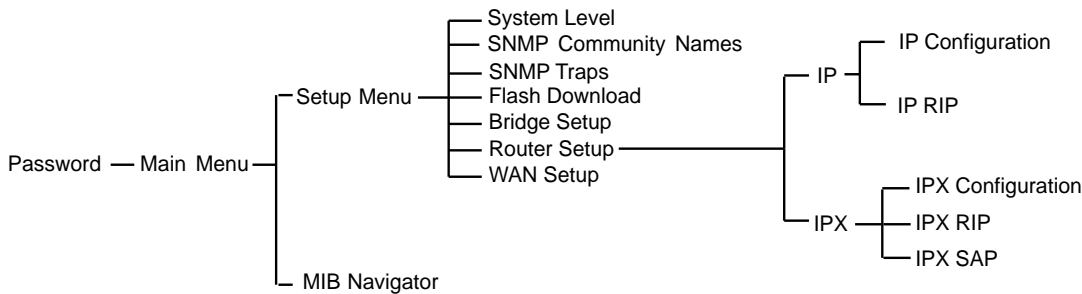 Password
Main Menu
Setup Menu
MIB Navigator
System Level
SNMP Community Names
SNMP Traps
Flash Download
Bridge Setup
Router Setup
WAN Setup
IP
IP Configuration
IP RIP
IPX
IPX Configuration
IPX RIP
IPX SAP